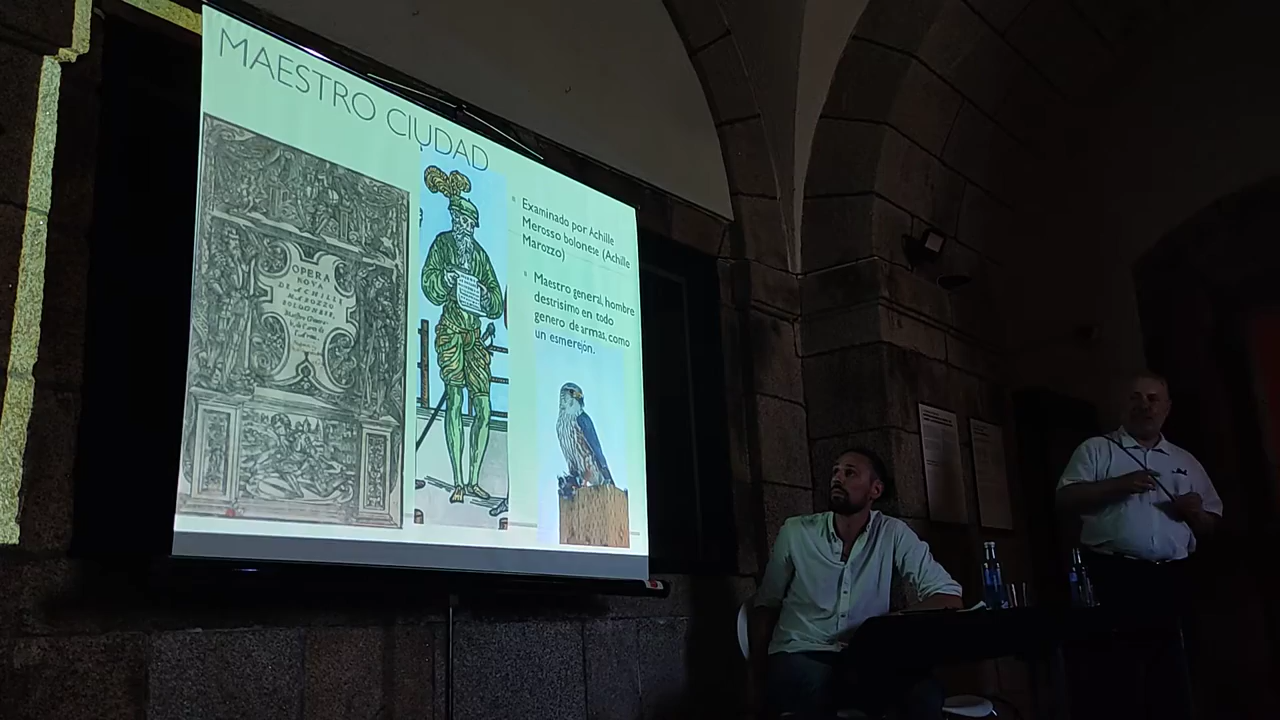 MAESTRO CIUDAD
OPERA
NOVA
DI ACHILLE
MAROZZO
BOLOGNESE,
Examinado por Achille
Merosso bolonese (Achille
Marozzo)
Maestro general, hombre
destrisimo en todo
genero de armas, como
un esmerejón.